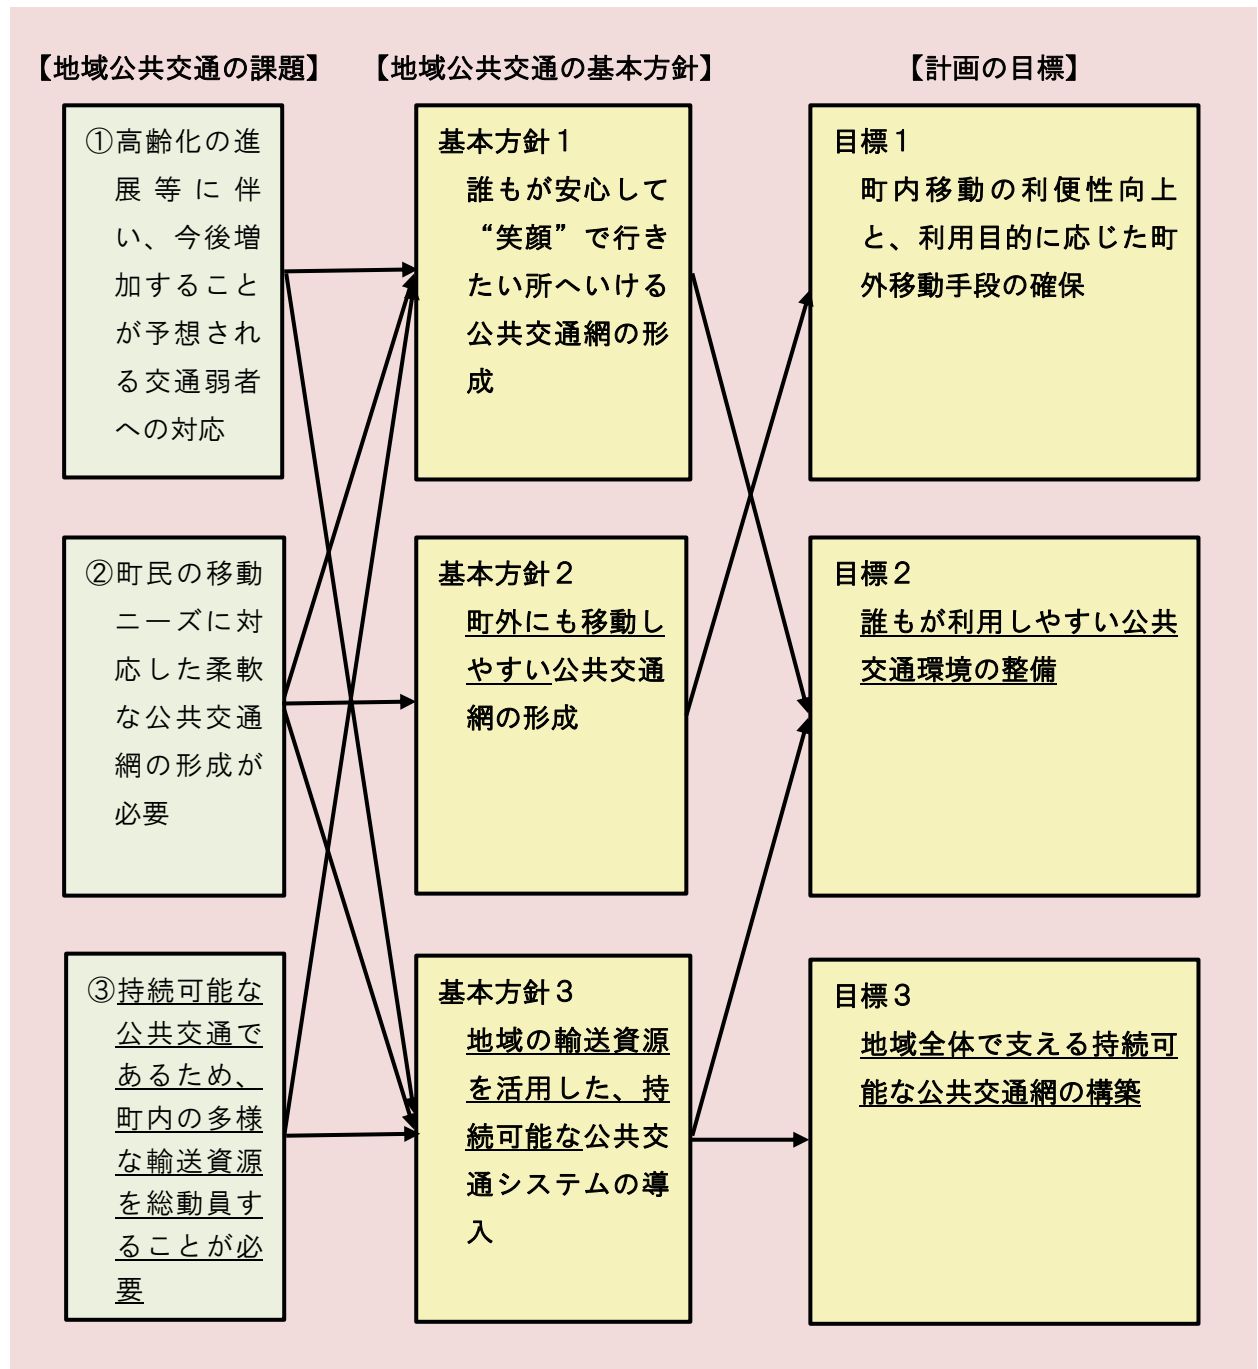 【地域公共交通の課題】
【地域公共交通の基本方針】
【計画の目標】
①高齢化の進
展等に伴
い、今後増
加すること
が予想され
る交通弱者
への対応
基本方針１
誰もが安心して
“笑顔”で行き
たい所へいける
公共交通網の形
成
目標１
町内移動の利便性向上
と、利用目的に応じた町
外移動手段の確保
②町民の移動
ニーズに対
応した柔軟
な公共交通
網の形成が
必要
基本方針２
町外にも移動し
やすい公共交通
網の形成
目標２
誰もが利用しやすい公共
交通環境の整備
③持続可能な
公共交通で
あるため、
町内の多様
な輸送資源
を総動員す
ることが必
要
基本方針３
地域の輸送資源
を活用した、持
続可能な公共交
通システムの導
入
目標３
地域全体で支える持続可
能な公共交通網の構築